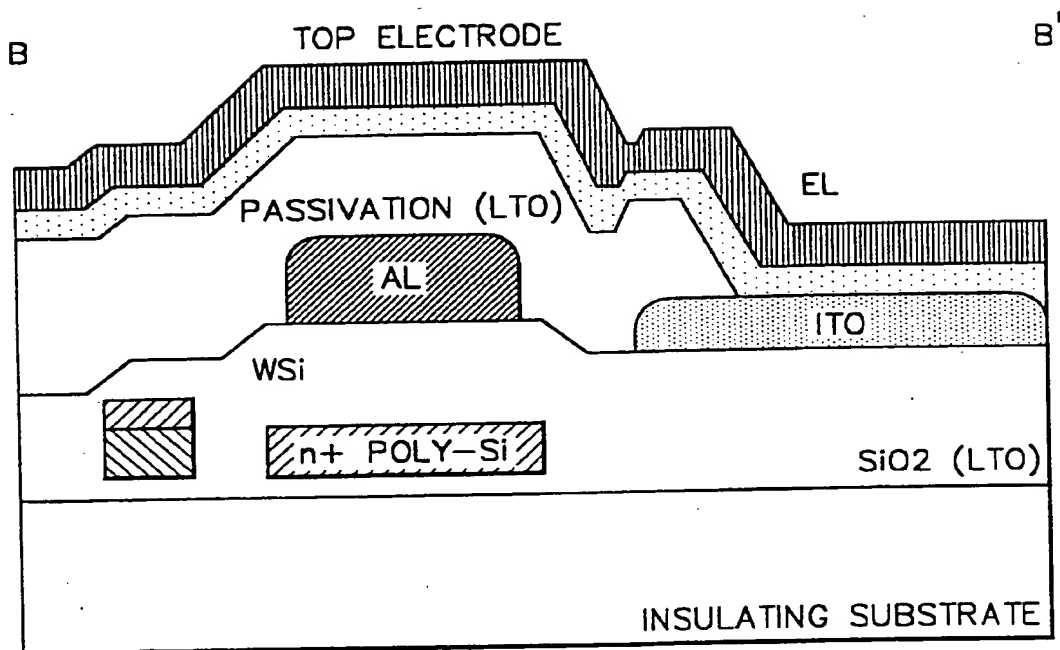 B
TOP ELECTRODE
B'
EL
PASSIVATION (LTO)
AL
ITO
WSi
n+ POLY-Si
SiO2 (LTO)
INSULATING SUBSTRATE